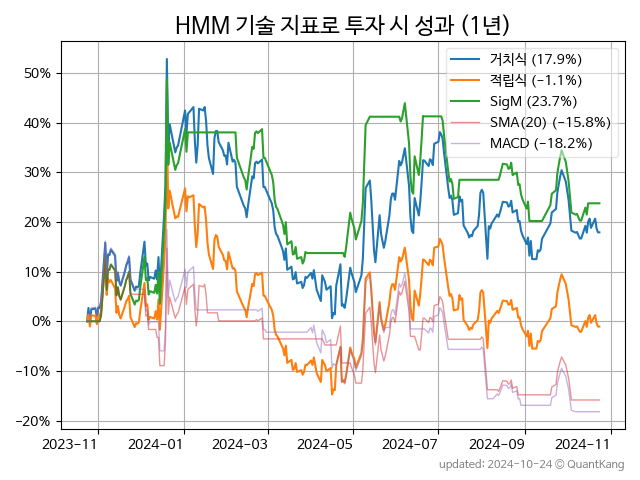 HMM 기술 지표로 투자 시 성과 (1년)
거치식 (17.9%)
적립식 (−1.1%)
SigM (23.7%)
SMA(20) (−15.8%)
MACD (−18.2%)
50%
40%
30%
20%
10%
0%
−10%
−20%
2023-11 2024-01 2024-03 2024-05 2024-07 2024-09 2024-11
updated: 2024-10-24 © QuantKang